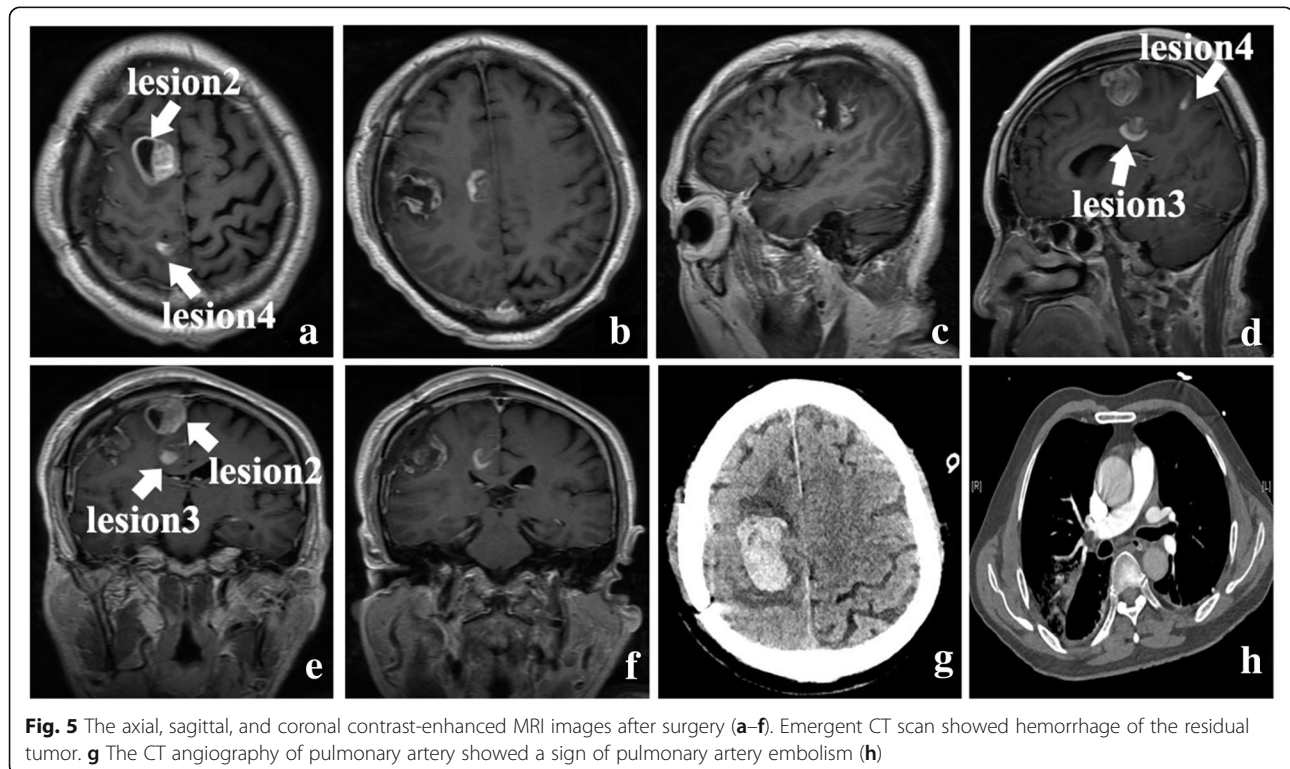 lesion2
lesion4
a
b
c
lesion4
lesion3
d
lesion2
lesion3
e
f
g
[R]
[L]
h
Fig. 5 The axial, sagittal, and coronal contrast-enhanced MRI images after surgery (a–f). Emergent CT scan showed hemorrhage of the residual
tumor. g The CT angiography of pulmonary artery showed a sign of pulmonary artery embolism (h)